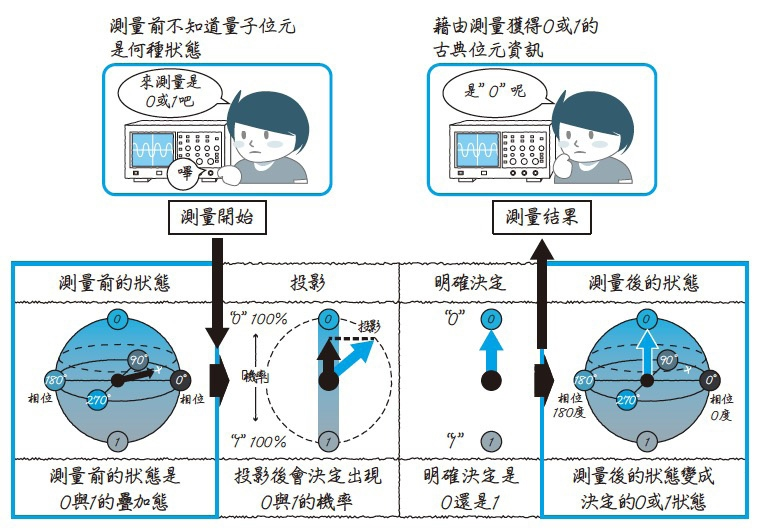 測量前不知道量子位元
是何種狀態
來測量是
0或1吧
嗶
測量開始
藉由測量獲得0或1的
古典位元資訊
是”0”呢
測量結果
測量前的狀態
0
90°
180°
0°
270°
相位
相位
1
測量前的狀態是
0與1的疊加態
投影
“0” 100%
0
投影
機率
“1” 100%
1
投影後會決定出現
0與1的機率
明確決定
“0”
0
“1”
1
明確決定是
0還是1
測量後的狀態
0
90°
180°
0°
270°
相位
180度
相位
0度
1
測量後的狀態變成
決定的0或1狀態